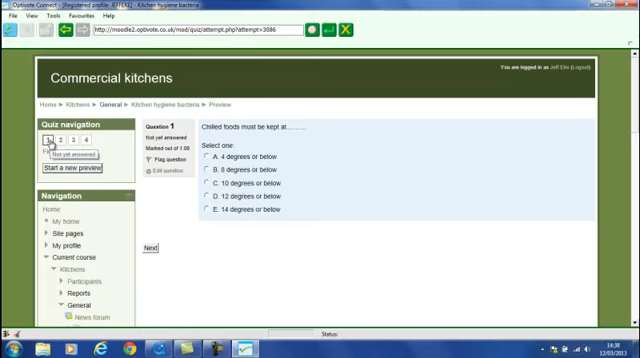 Optivote Connect - [Registered profile: JEFFLEK] - Kitchen hygiene bacteria
File View Tools Favourites Help
http://moodle2.optivote.co.uk/mod/quiz/attempt.php?attempt=3086
You are logged in as Jeff Elie (Logout)
Commercial kitchens
Home ▶ Kitchens ▶ General ▶ Kitchen hygiene bacteria ▶ Preview
Quiz navigation
1 2 3 4
Not yet answered
Start a new preview
Question 1
Not yet answered
Marked out of 1.00
Flag question
Edit question
Chilled foods must be kept at.........
Select one:
A. 4 degrees or below
B. 8 degrees or below
C. 10 degrees or below
D. 12 degrees or below
E. 14 degrees or below
Next
Navigation
Home
My home
Site pages
My profile
Current course
Kitchens
Participants
Reports
General
News forum
Status:
14:38
12/03/2013